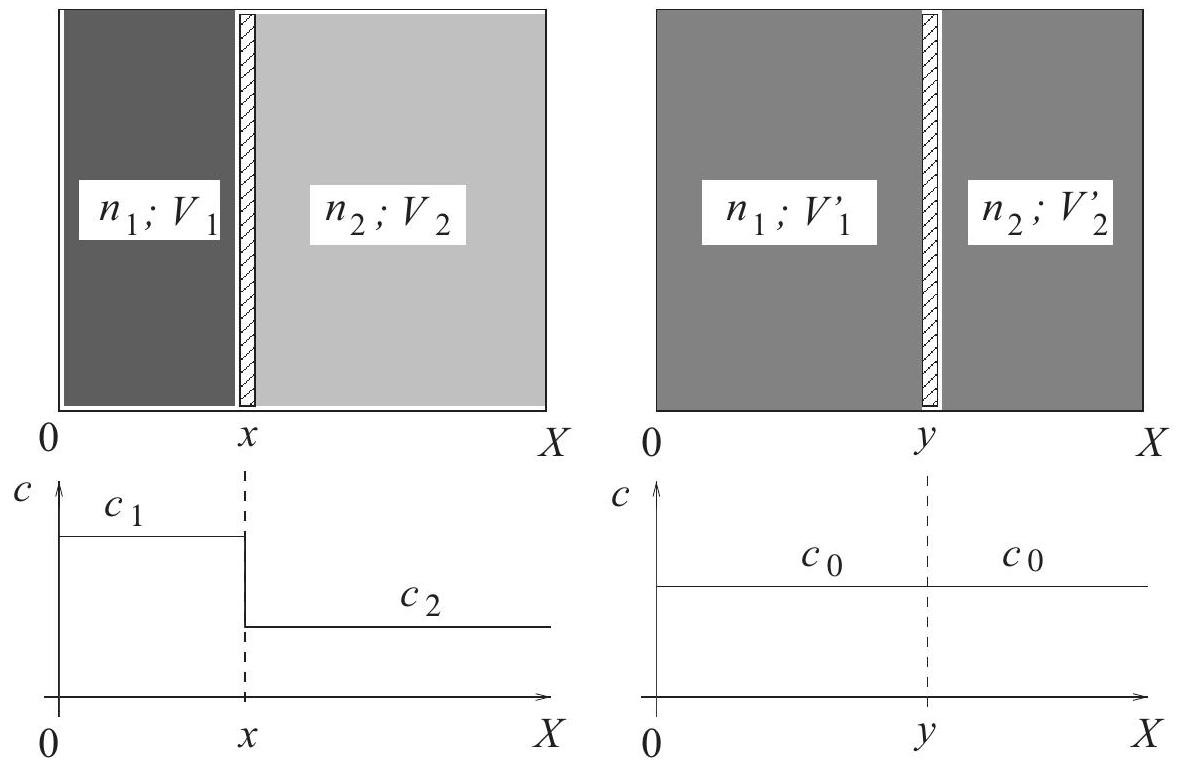 n1; V1 n2; V2 n1; V'1 n2; V'2
0 x X 0 y X
c c1 c2 c c0 c0
0 x X 0 y X